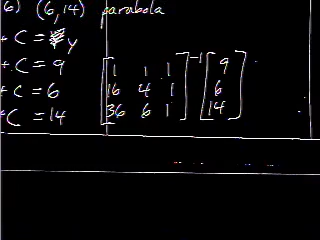 6) (6,14) parabola
+ C = y
+ C = 9
+ C = 6
+ C = 14
[1 1 1
16 4 1
36 6 1]⁻¹ [9
6
14]